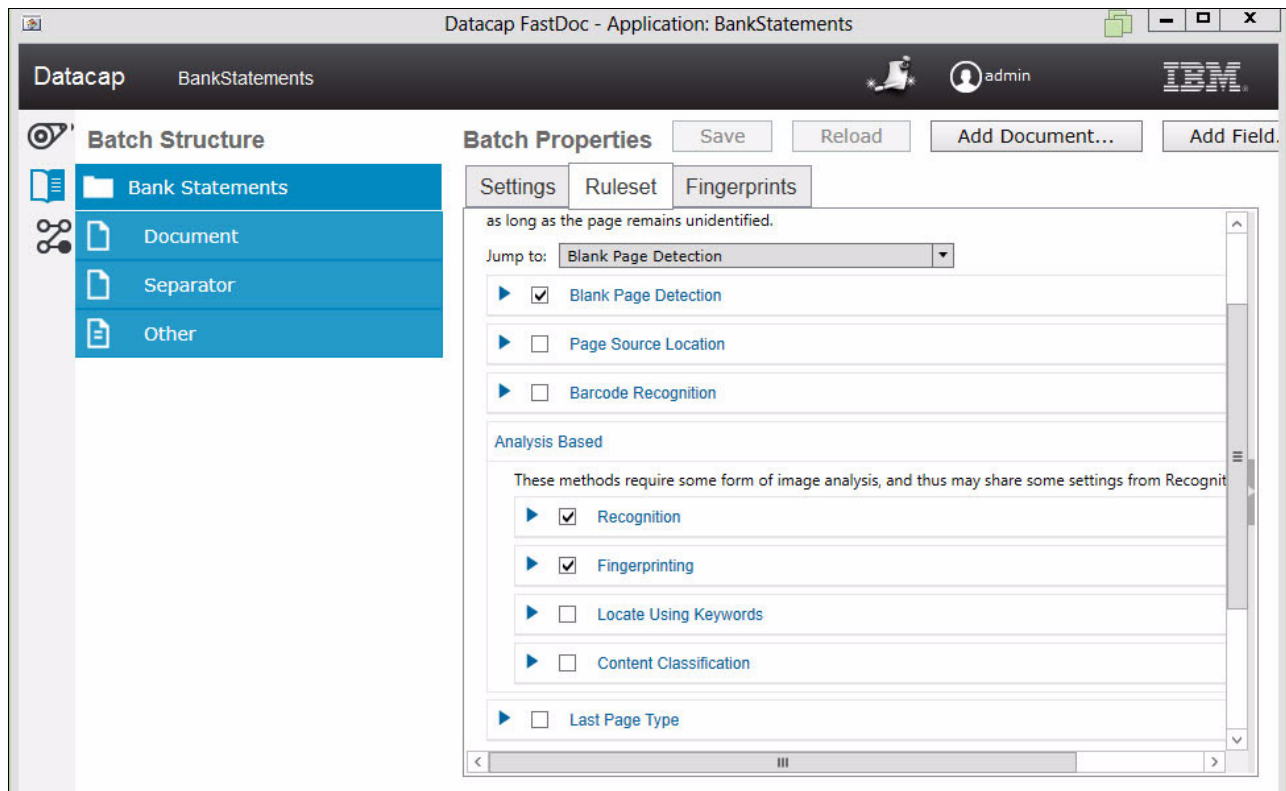 Datacap FastDoc - Application: BankStatements
Datacap BankStatements admin IBM
Batch Structure
Bank Statements
Document
Separator
Other
Batch Properties Save Reload Add Document... Add Field.
Settings Ruleset Fingerprints
as long as the page remains unidentified.
Jump to: Blank Page Detection
Blank Page Detection
Page Source Location
Barcode Recognition
Analysis Based
These methods require some form of image analysis, and thus may share some settings from Recognit
Recognition
Fingerprinting
Locate Using Keywords
Content Classification
Last Page Type